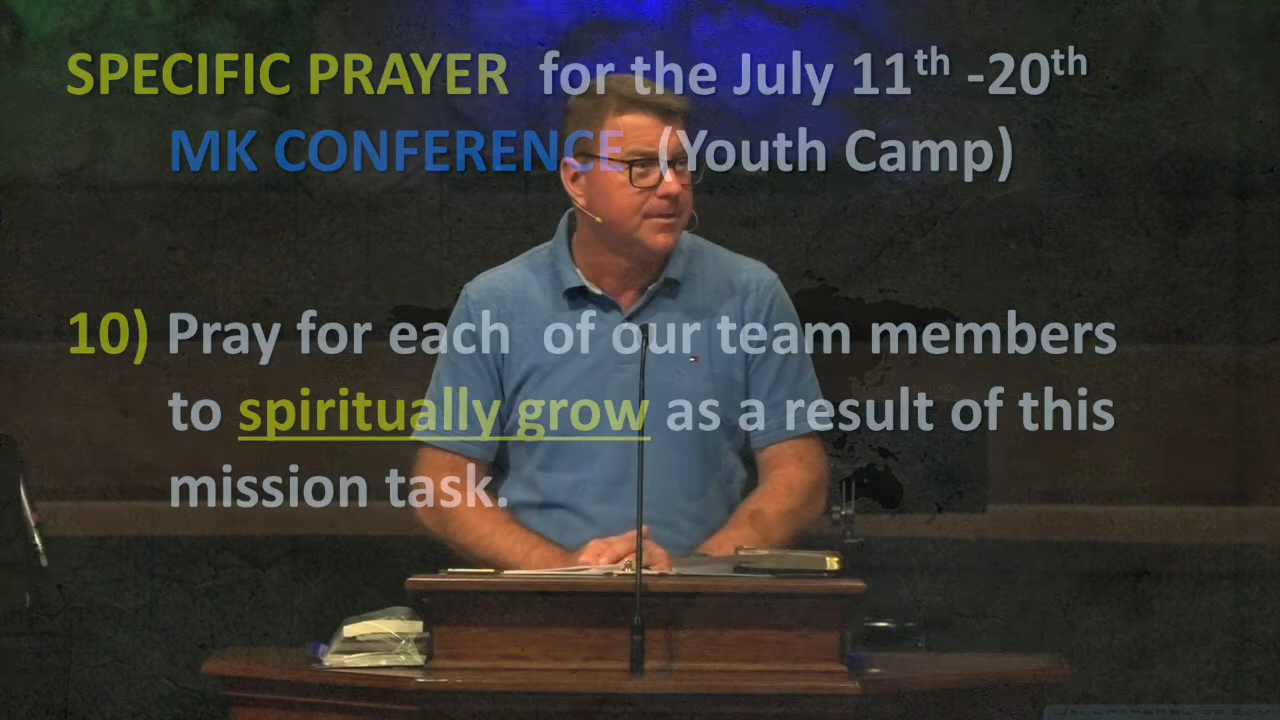 SPECIFIC PRAYER for the July 11th -20th
MK CONFERENCE (Youth Camp)
10) Pray for each of our team members
to spiritually grow as a result of this
mission task.